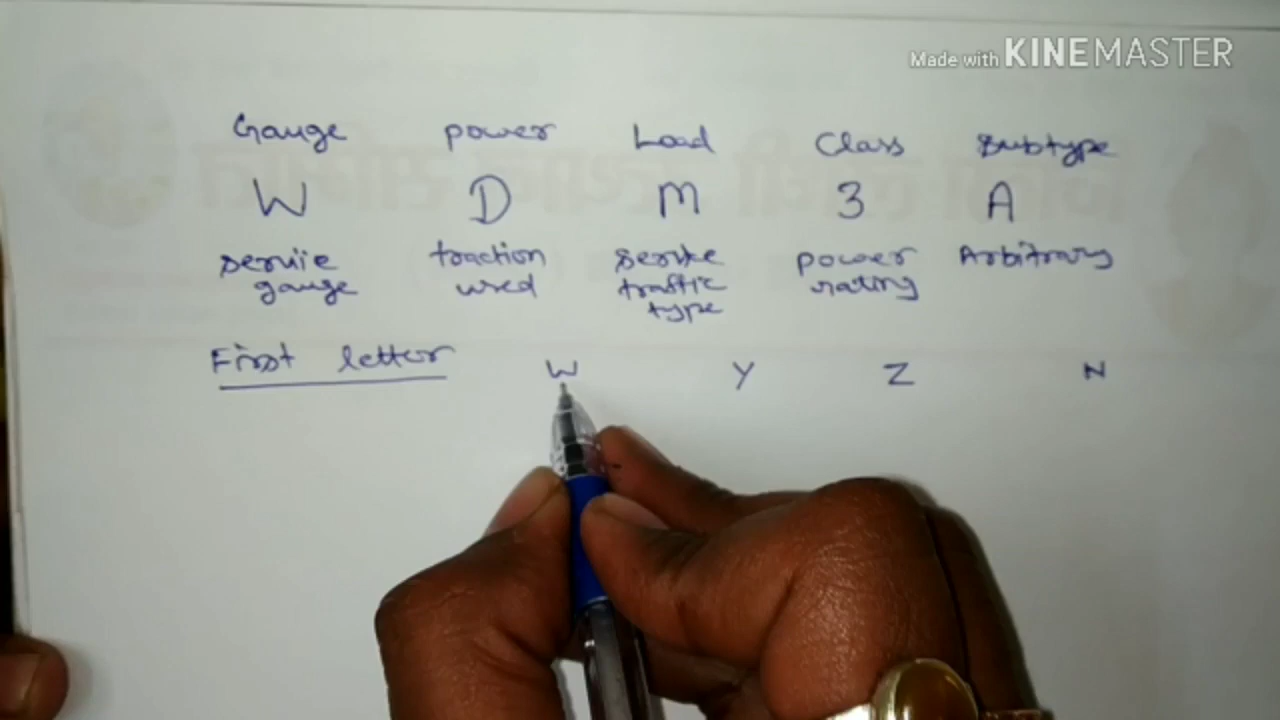 Made with KINEMASTER
Gauge power Load Class Subtype
W D M 3 A
service traction service power Arbitrary
gauge used traffic rating
type
First letter W Y Z N